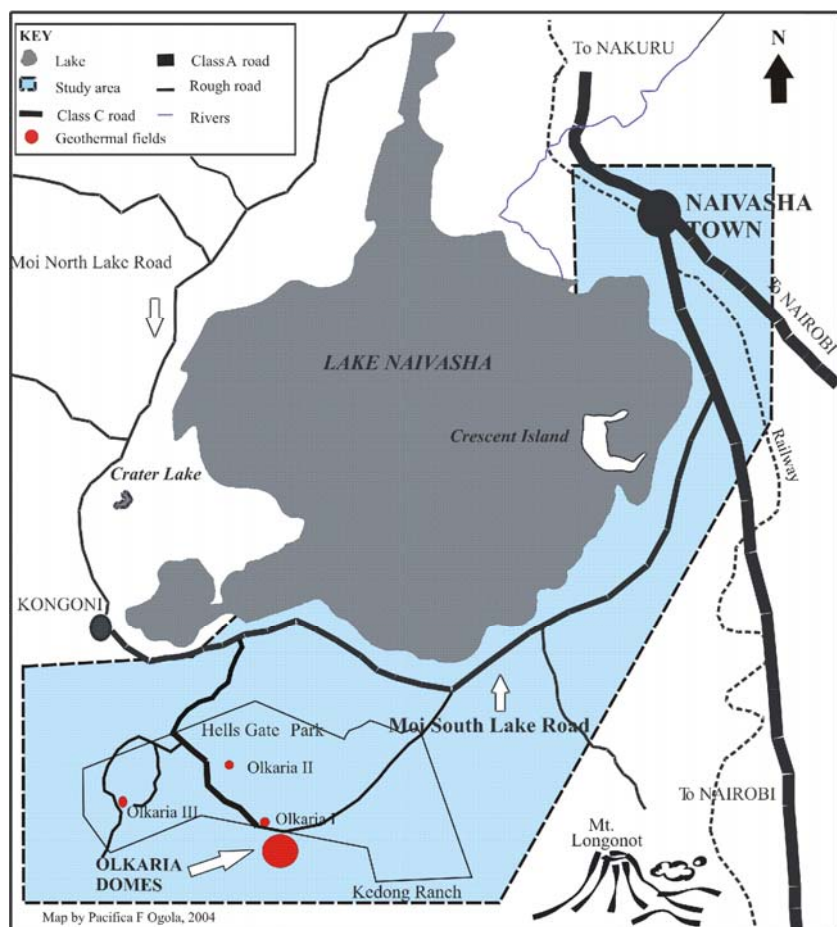 KEY
Lake
Study area
Class C road
Geothermal fields
Class A road
Rough road
Rivers
To NAKURU
N
NAIVASHA
TOWN
Moi North Lake Road
To NAIROBI
LAKE NAIVASHA
Crescent Island
Railway
Crater Lake
KONGONI
Moi South Lake Road
Hells Gate Park
Olkaria II
Olkaria III
Olkaria I
To NAIROBI
OLKARIA
DOMES
Mt.
Longonot
Kedong Ranch
Map by Pacifica F Ogola, 2004